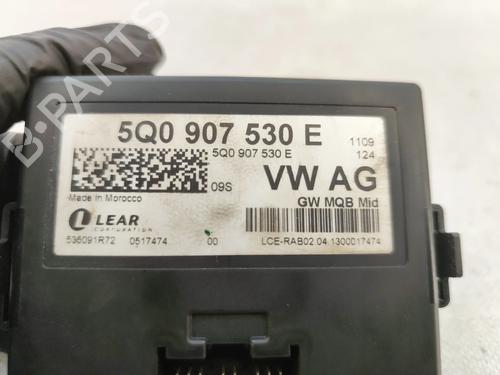 5Q0 907 530 E
5Q0 907 530 E
1109
124
09S
VW AG
Made in Morocco
GW MQB Mid
LEAR
CORPORATION
536091R72 0517474 00 LCE-RAB02.04.1300017474
B-PARTS